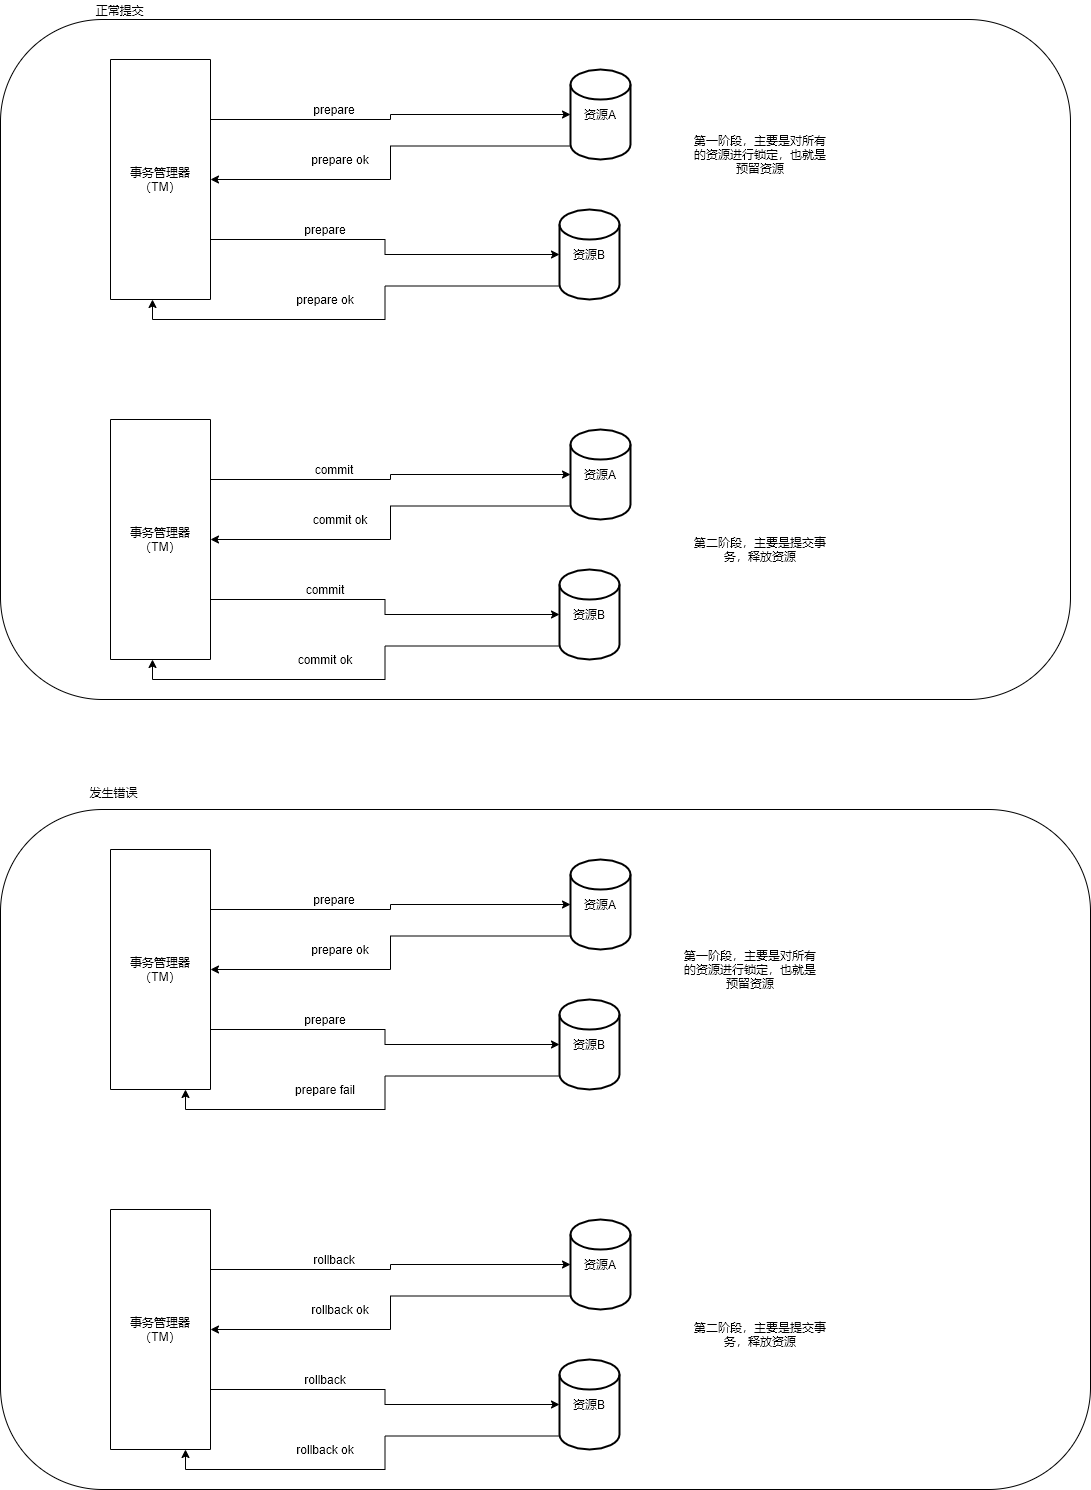 正常提交
prepare
资源A
prepare ok
事务管理器
（TM）
第一阶段，主要是对所有
的资源进行锁定，也就是
预留资源
prepare
资源B
prepare ok
commit
资源A
commit ok
事务管理器
（TM）
第二阶段，主要是提交事
务，释放资源
commit
资源B
commit ok
发生错误
prepare
资源A
prepare ok
事务管理器
（TM）
第一阶段，主要是对所有
的资源进行锁定，也就是
预留资源
prepare
资源B
prepare fail
rollback
资源A
rollback ok
事务管理器
（TM）
第二阶段，主要是提交事
务，释放资源
rollback
资源B
rollback ok